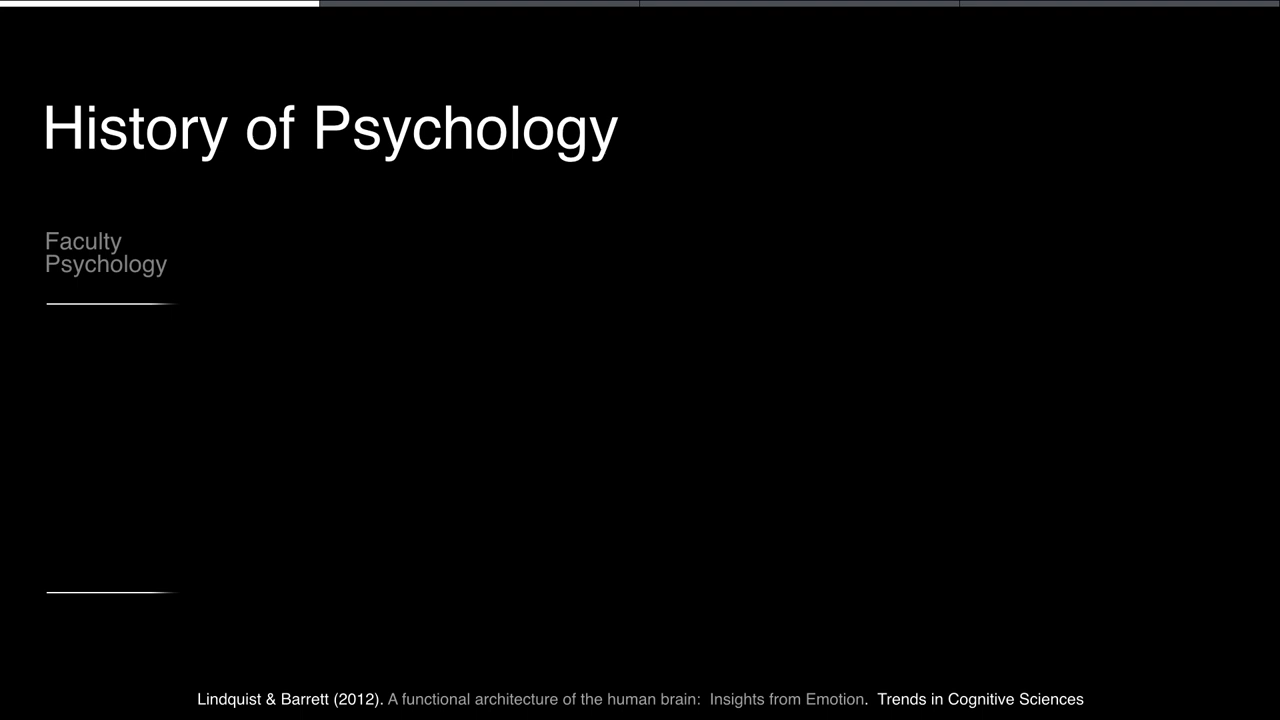 History of Psychology
Faculty
Psychology
Lindquist & Barrett (2012). A functional architecture of the human brain:  Insights from Emotion.  Trends in Cognitive Sciences